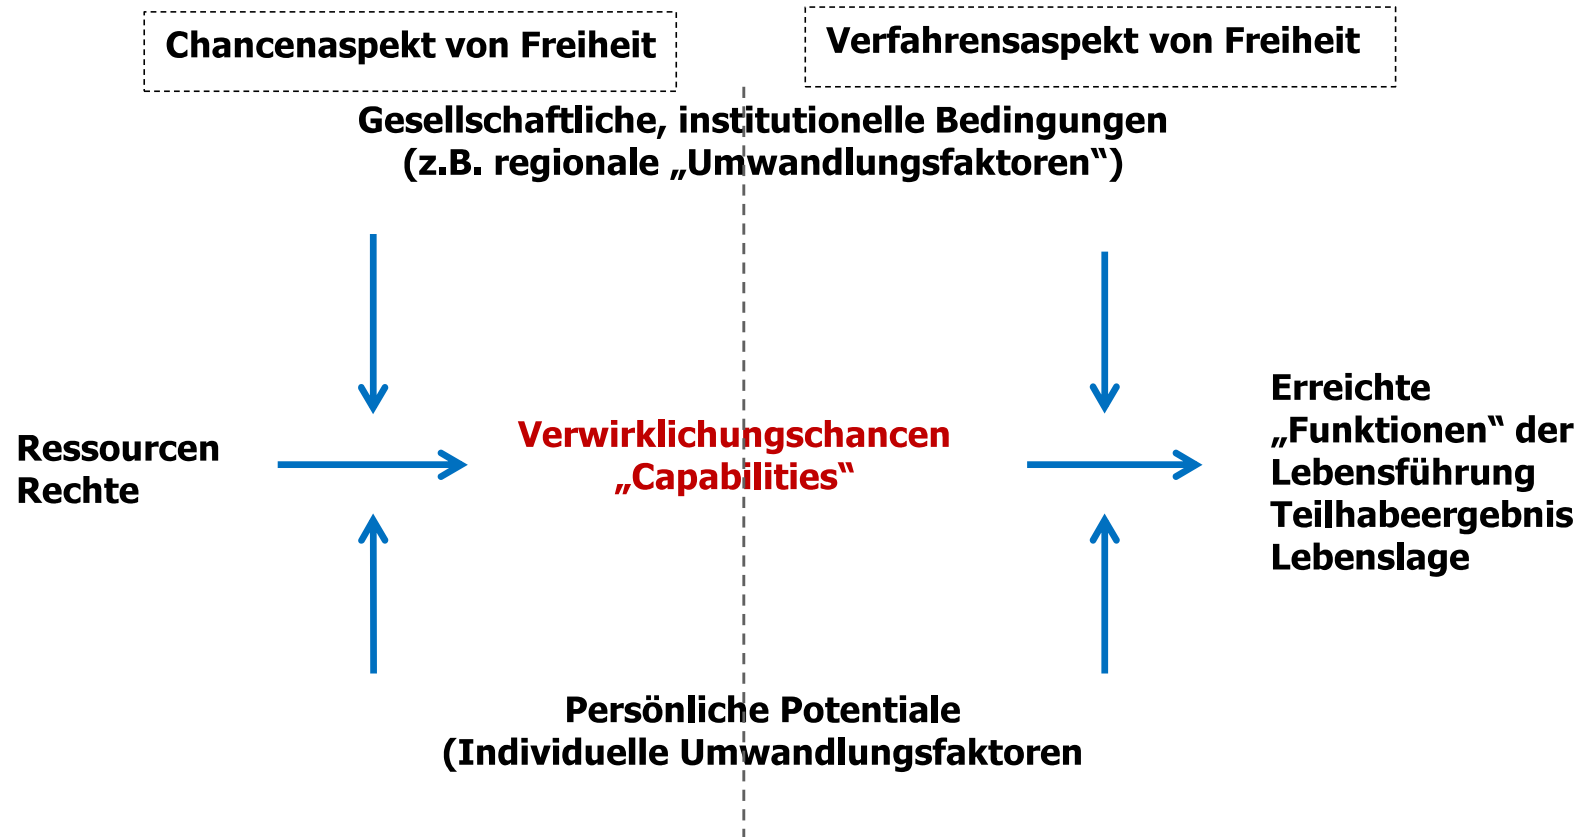 Chancenaspekt von Freiheit
Verfahrensaspekt von Freiheit
Gesellschaftliche, institutionelle Bedingungen
(z.B. regionale „Umwandlungsfaktoren“)
Ressourcen
Rechte
Verwirklichungschancen
„Capabilities“
Erreichte
„Funktionen“ der
Lebensführung
Teilhabeergebnis
Lebenslage
Persönliche Potentiale
(Individuelle Umwandlungsfaktoren